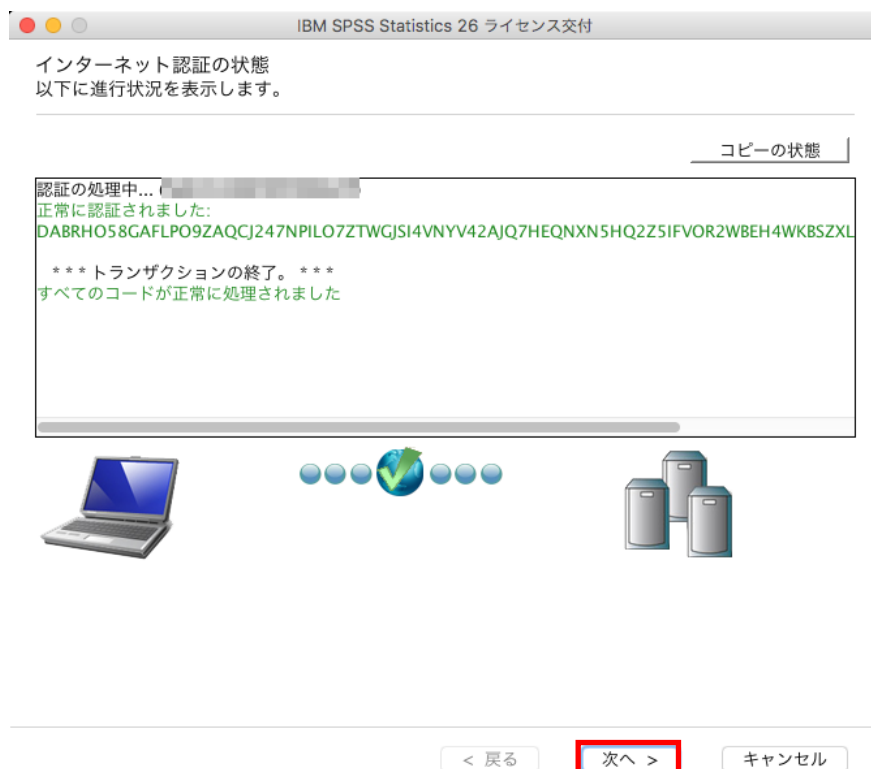 IBM SPSS Statistics 26 ライセンス交付
インターネット認証の状態
以下に進行状況を表示します。
コピーの状態
認証の処理中... (
正常に認証されました:
DABRHO58GAFLPO9ZAQCJ247NPILO7ZTWGJSI4VNYV42AJQ7HEQNXN5HQ2Z5IFVOR2WBEH4WKBSZXL
* * * トランザクションの終了。 * * *
すべてのコードが正常に処理されました
< 戻る
次へ >
キャンセル